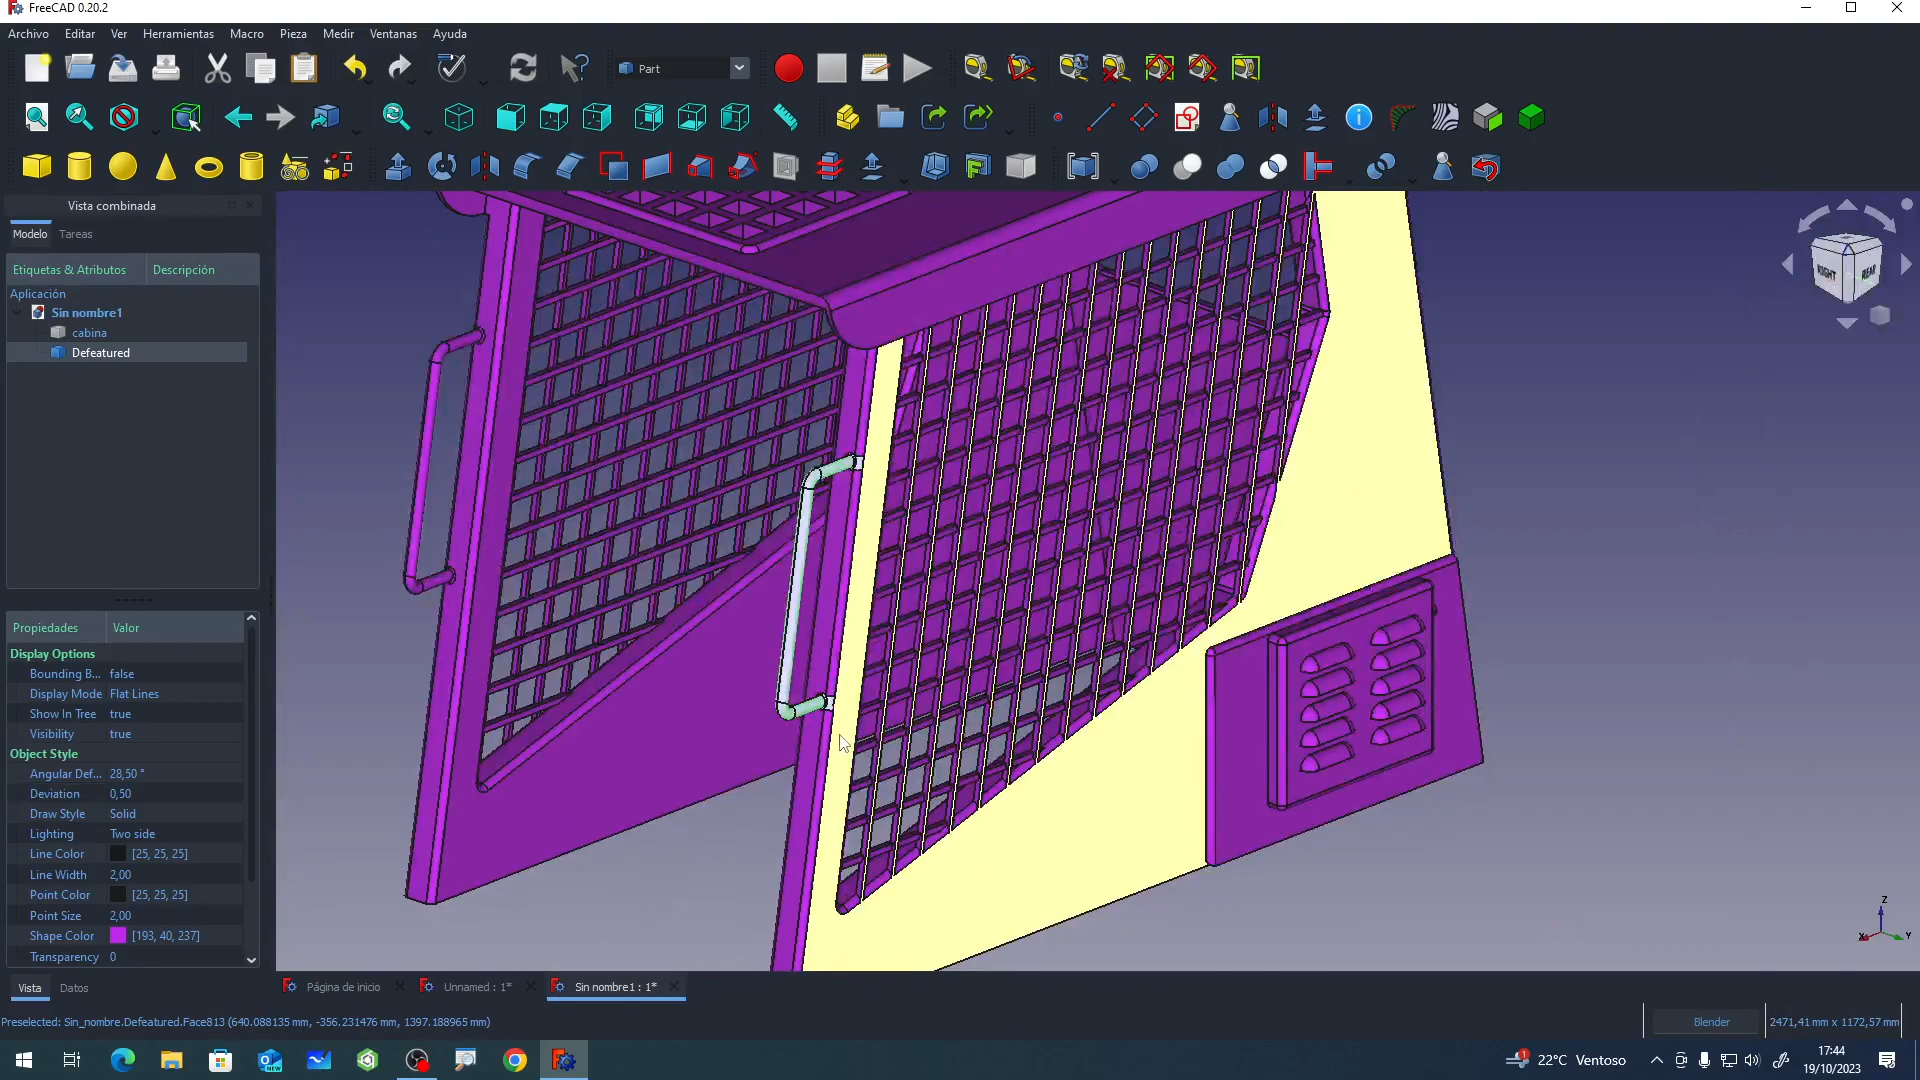 FreeCAD 0.20.2
Archivo Editar Ver Herramientas Macro Pieza Medir Ventanas Ayuda
Part
Vista combinada
Modelo Tareas
Etiquetas & Atributos Descripción
Aplicación
Sin nombre1
cabina
Defeatured
Propiedades Valor
Display Options
Bounding B... false
Display Mode Flat Lines
Show In Tree true
Visibility true
Object Style
Angular Def... 28,50 °
Deviation 0,50
Draw Style Solid
Lighting Two side
Line Color [25, 25, 25]
Line Width 2,00
Point Color [25, 25, 25]
Point Size 2,00
Shape Color [193, 40, 237]
Transparency 0
Vista Datos
RIGHT REAR
Z
X Y
Página de inicio Unnamed : 1* Sin nombre1 : 1*
Preselected: Sin_nombre.Defeatured.Face813 (640.088135 mm, -356.231476 mm, 1397.188965 mm)
Blender 2471,41 mm x 1172,57 mm
NEW
1 22°C Ventoso
17:44
19/10/2023